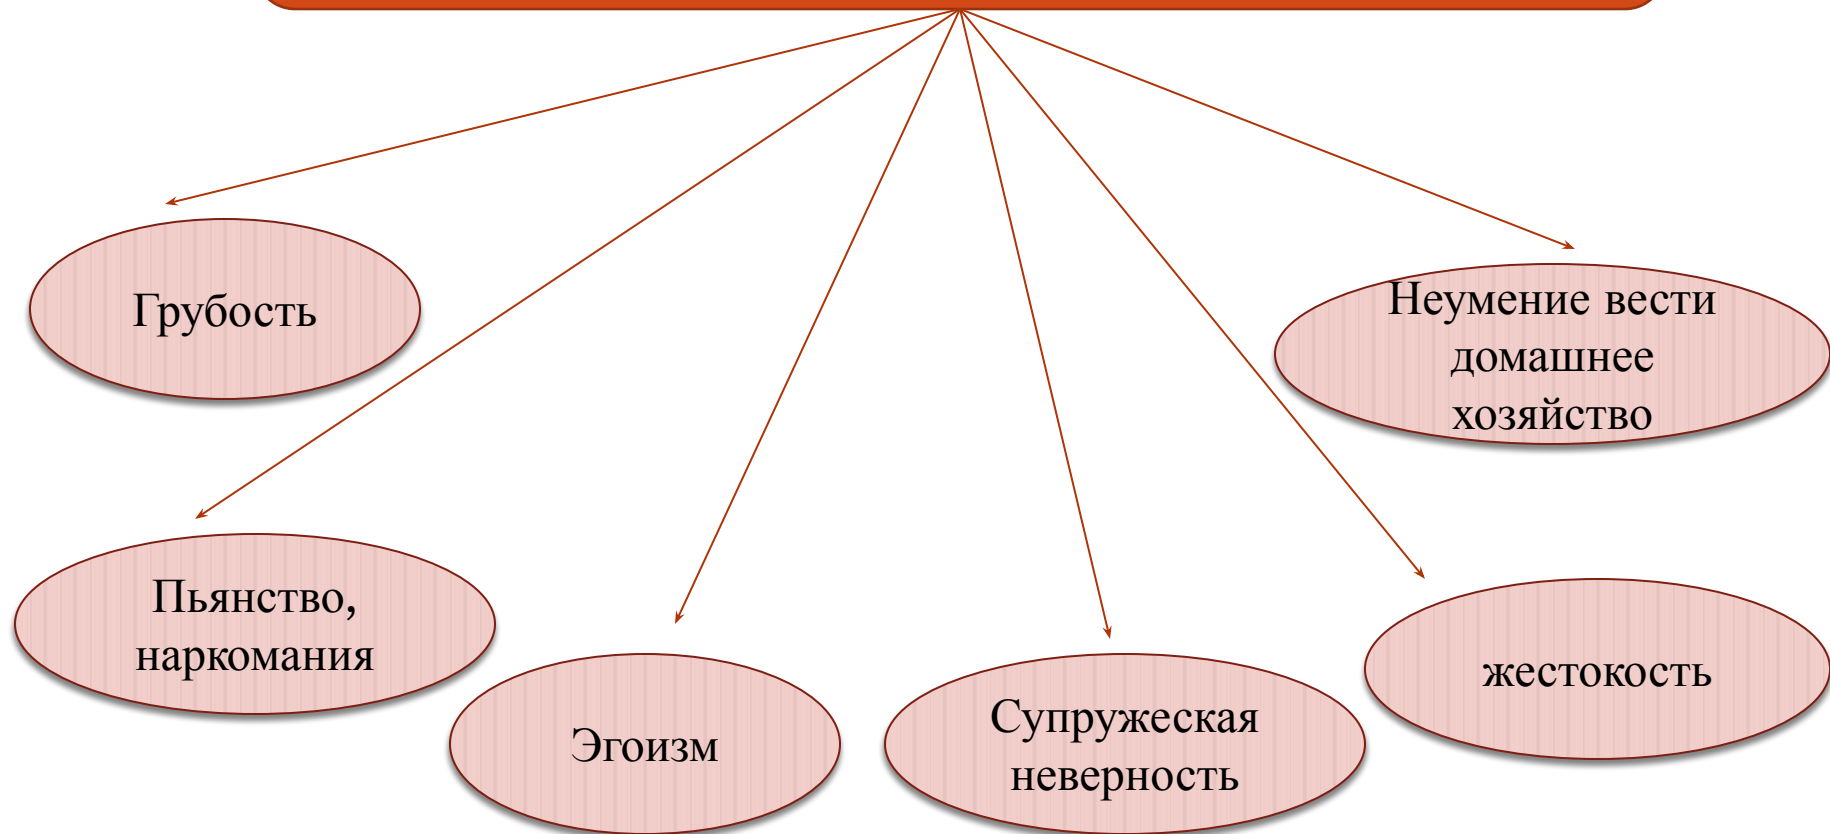 Грубость
Неумение вести
домашнее
хозяйство
Пьянство,
наркомания
Эгоизм
Супружеская
неверность
жестокость